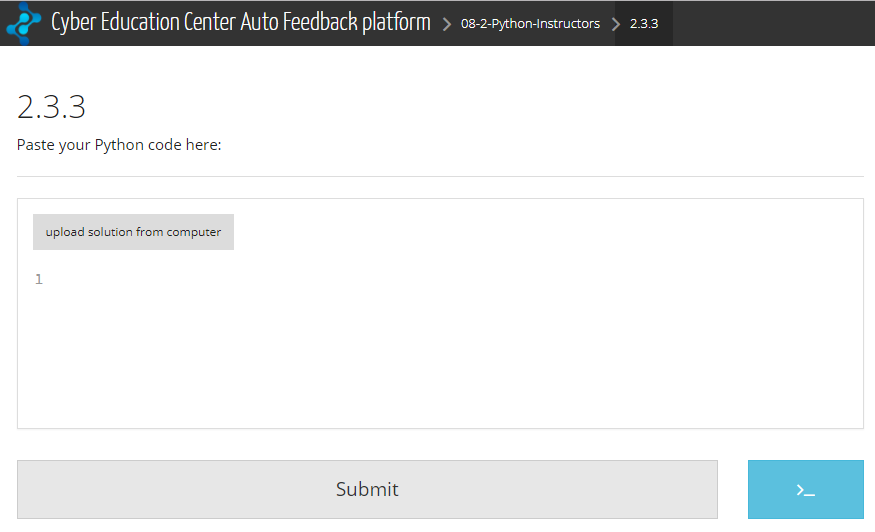 Cyber Education Center Auto Feedback platform > 08-2-Python-Instructors > 2.3.3
2.3.3
Paste your Python code here:
upload solution from computer
1
Submit >_